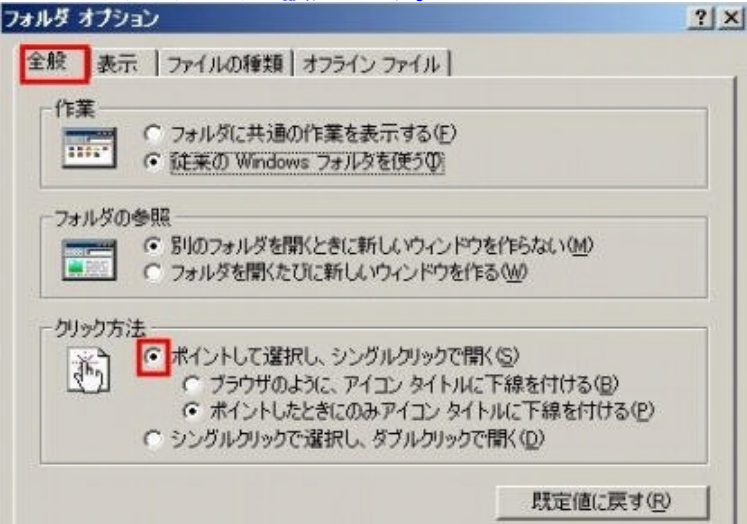 フォルダ オプション
全般 表示 ファイルの種類 オフライン ファイル
作業
フォルダに共通の作業を表示する(F)
従来の Windows フォルダを使う(I)
フォルダの参照
別のフォルダを開くときに新しいウィンドウを作らない(M)
フォルダを開くたびに新しいウィンドウを作る(W)
クリック方法
ポイントして選択し、シングルクリックで開く(S)
ブラウザのように、アイコン タイトルに下線を付ける(B)
ポイントしたときにのみアイコン タイトルに下線を付ける(P)
シングルクリックで選択し、ダブルクリックで開く(D)
既定値に戻す(R)